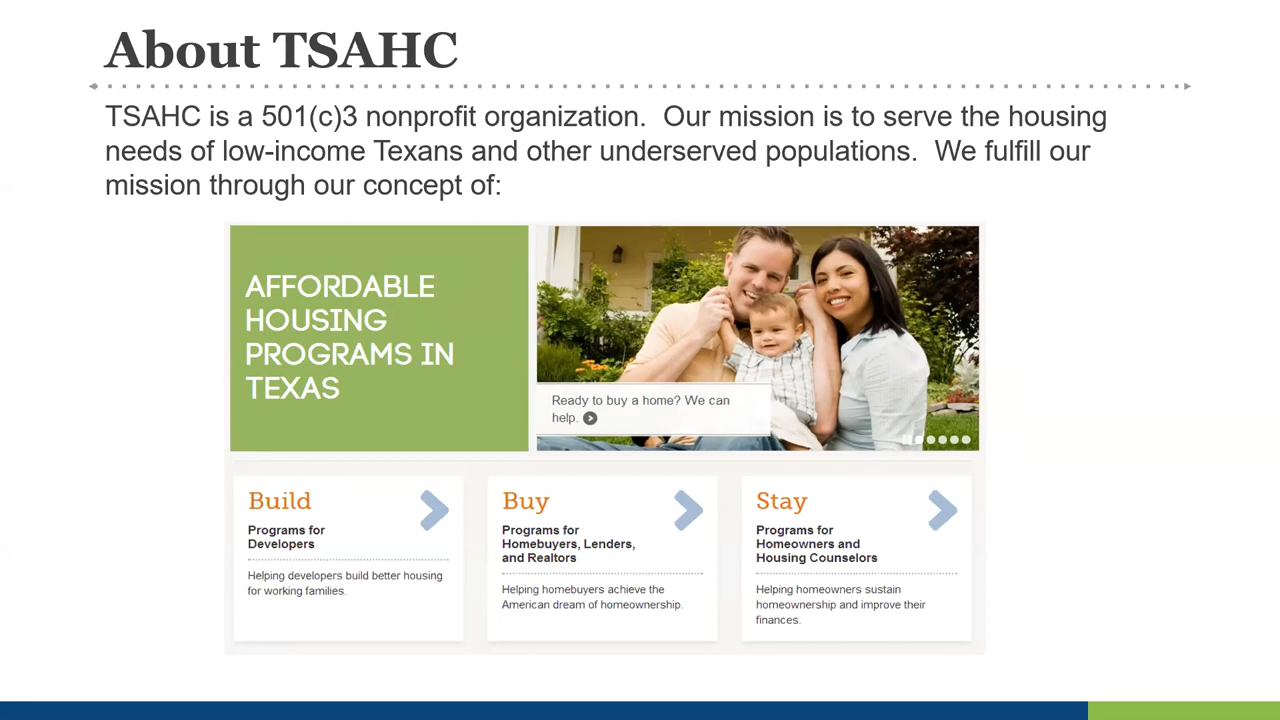 About TSAHC
TSAHC is a 501(c)3 nonprofit organization.  Our mission is to serve the housing
needs of low-income Texans and other underserved populations.  We fulfill our
mission through our concept of:
AFFORDABLE
HOUSING
PROGRAMS IN
TEXAS
Ready to buy a home? We can
help.
Build
Programs for
Developers
Helping developers build better housing
for working families.
Buy
Programs for
Homebuyers, Lenders,
and Realtors
Helping homebuyers achieve the
American dream of homeownership.
Stay
Programs for
Homeowners and
Housing Counselors
Helping homeowners sustain
homeownership and improve their
finances.